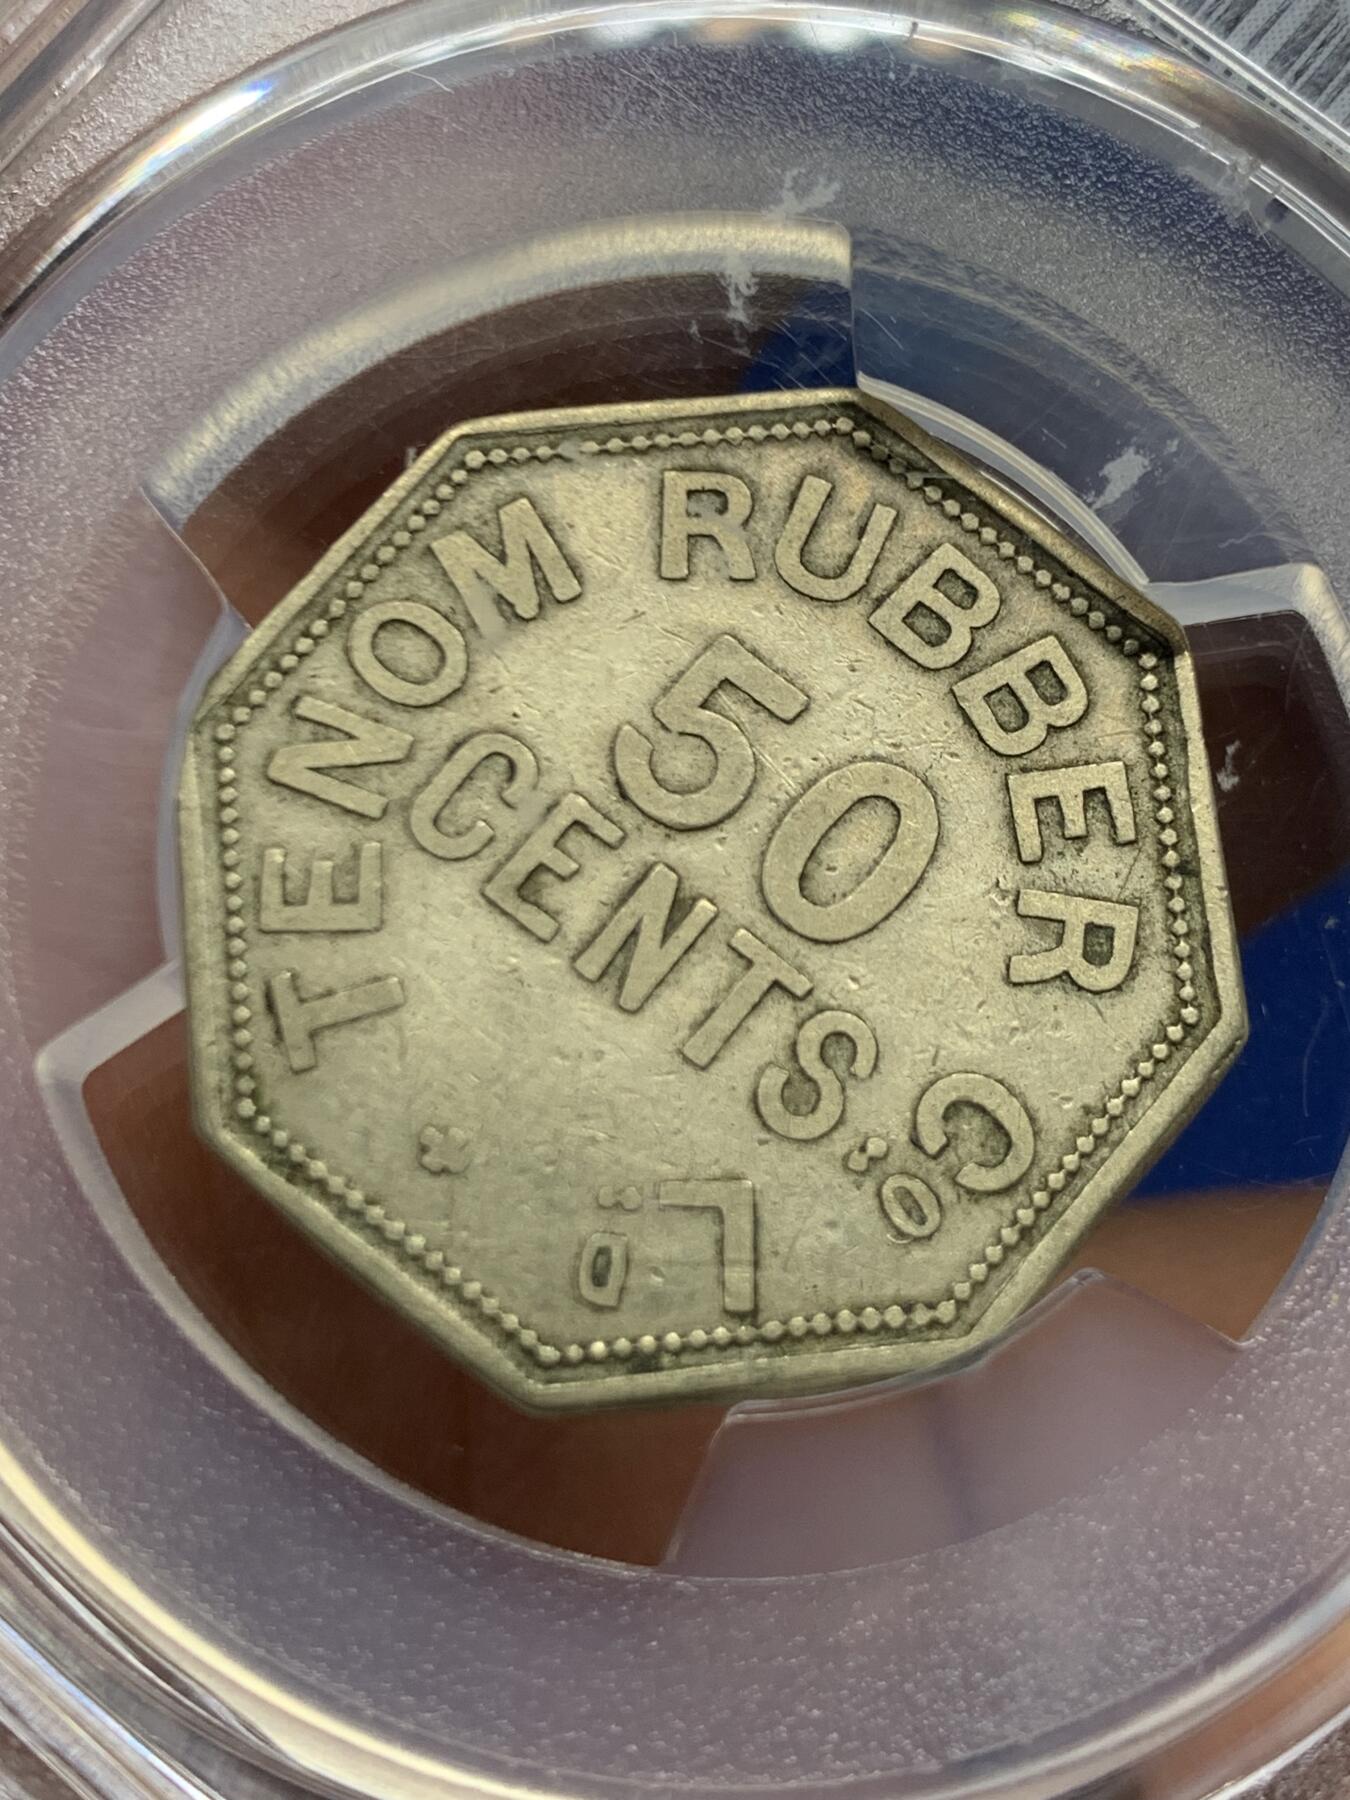 TENOM RUBBER Cº. Lᴰ.
50
CENTS